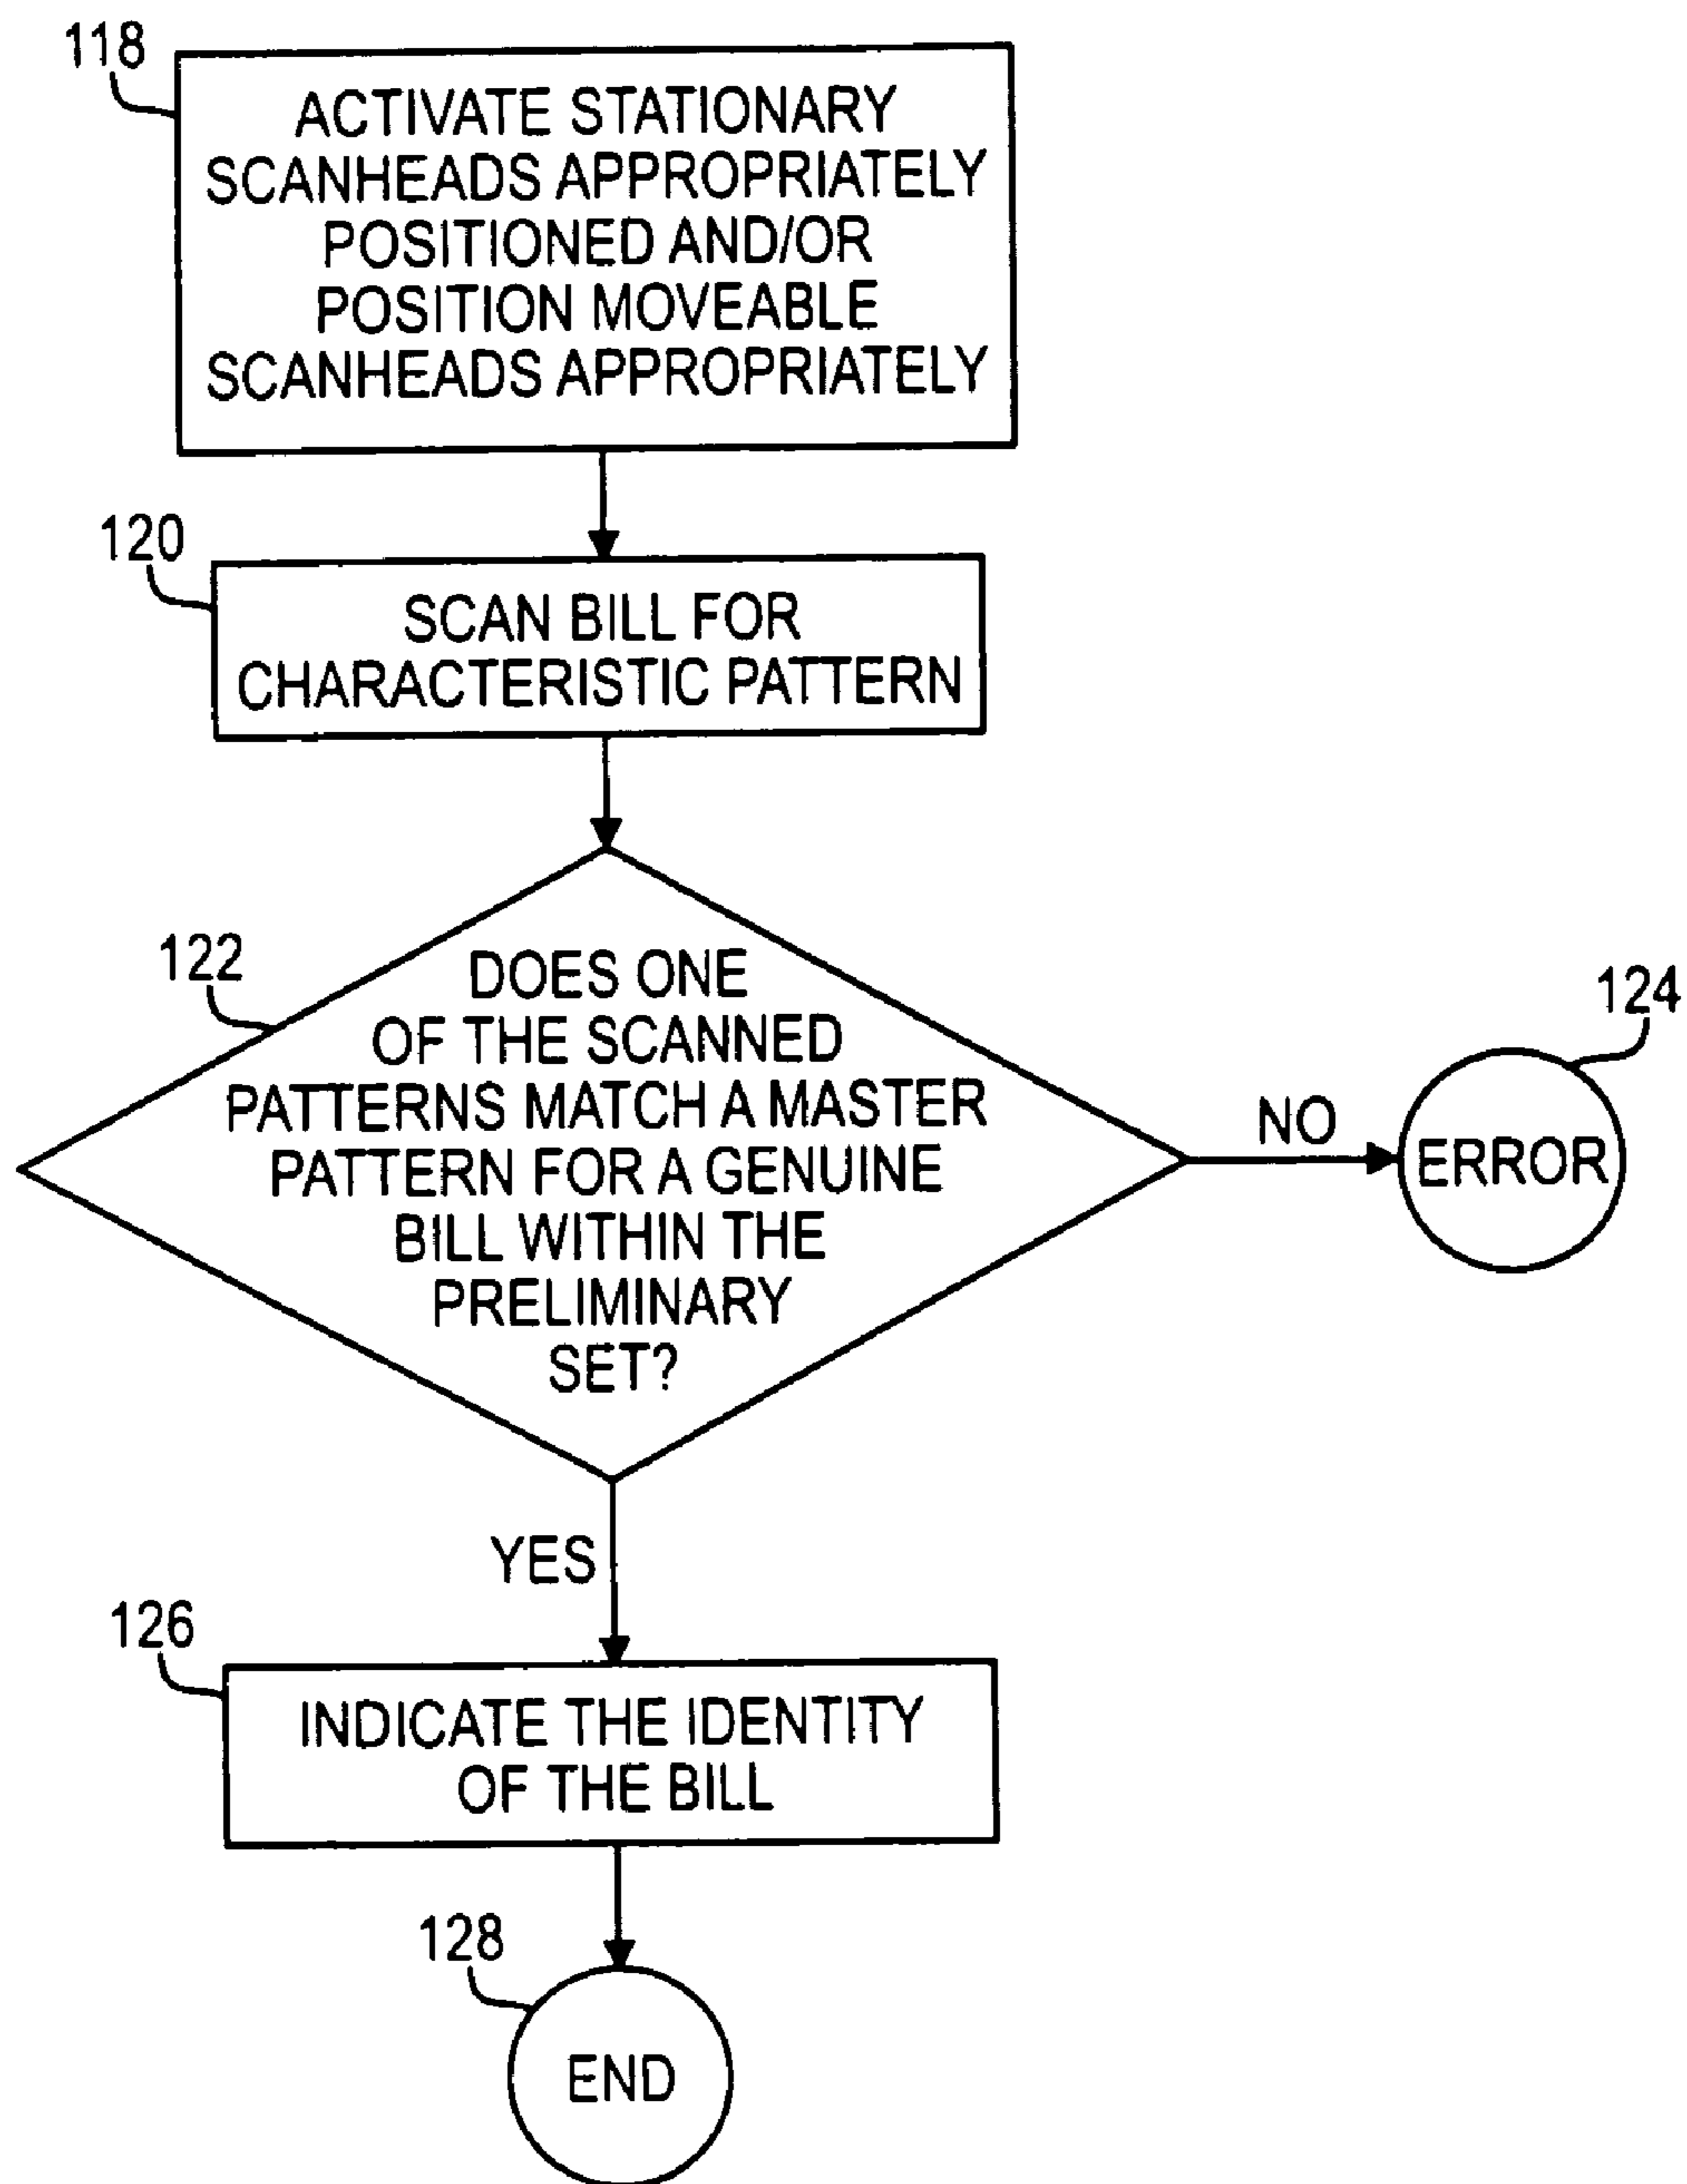 118
ACTIVATE STATIONARY
SCANHEADS APPROPRIATELY
POSITIONED AND/OR
POSITION MOVEABLE
SCANHEADS APPROPRIATELY
120
SCAN BILL FOR
CHARACTERISTIC PATTERN
122
DOES ONE
OF THE SCANNED
PATTERNS MATCH A MASTER
PATTERN FOR A GENUINE
BILL WITHIN THE
PRELIMINARY
SET?
NO
124
ERROR
YES
126
INDICATE THE IDENTITY
OF THE BILL
128
END